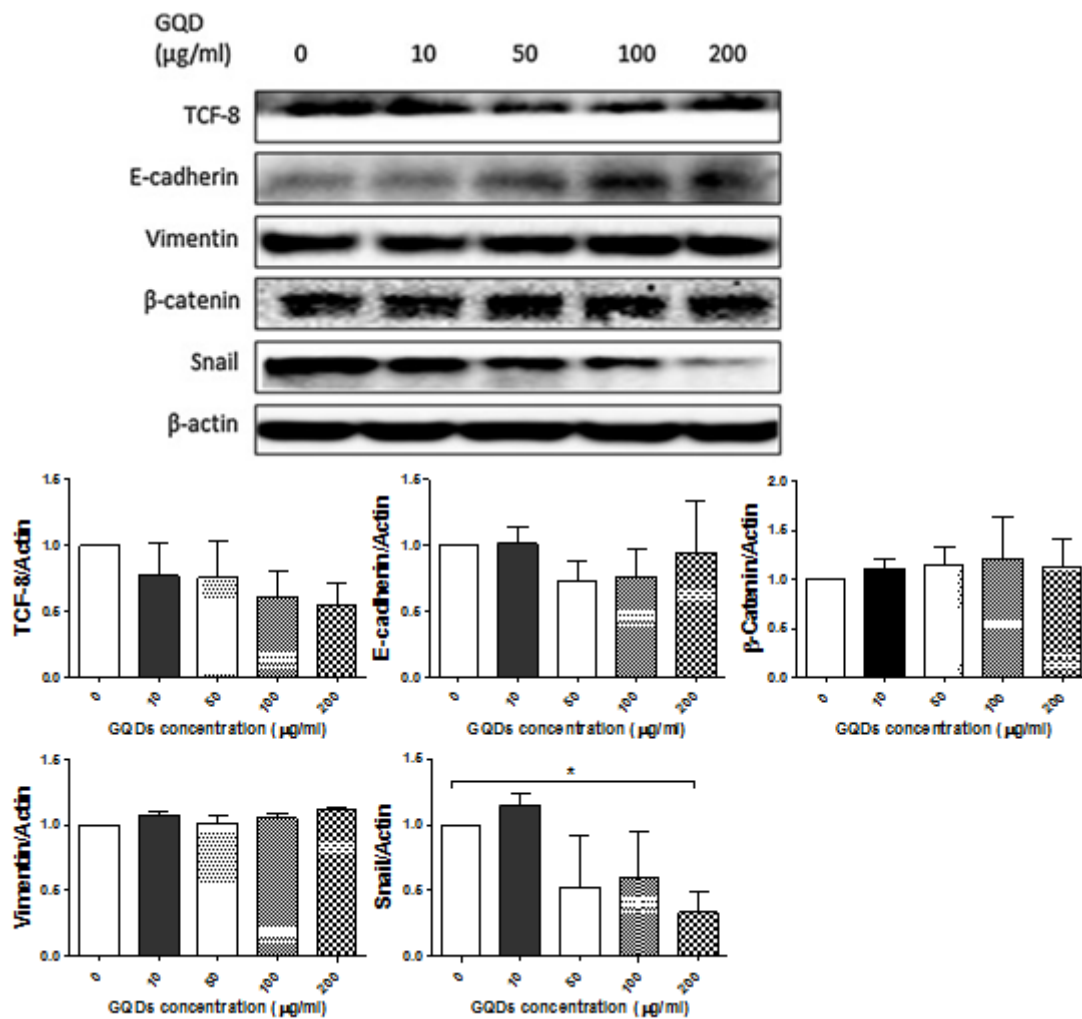 GQD
(μg/ml) 0 10 50 100 200
TCF-8
E-cadherin
Vimentin
β-catenin
Snail
β-actin
TCF-8/Actin
1.5
1.0
0.5
0.0
0 10 50 100 200
GQDs concentration ( μg/ml)
E-cadherin/Actin
1.5
1.0
0.5
0.0
0 10 50 100 200
GQDs concentration ( μg/ml)
β-Catenin/Actin
2.0
1.5
1.0
0.5
0.0
0 10 50 100 200
GQDs concentration ( μg/ml)
Vimentin/Actin
1.5
1.0
0.5
0.0
0 10 50 100 200
GQDs concentration ( μg/ml)
Snail/Actin
1.5
1.0
0.5
0.0
*
0 10 50 100 200
GQDs concentration ( μg/ml)